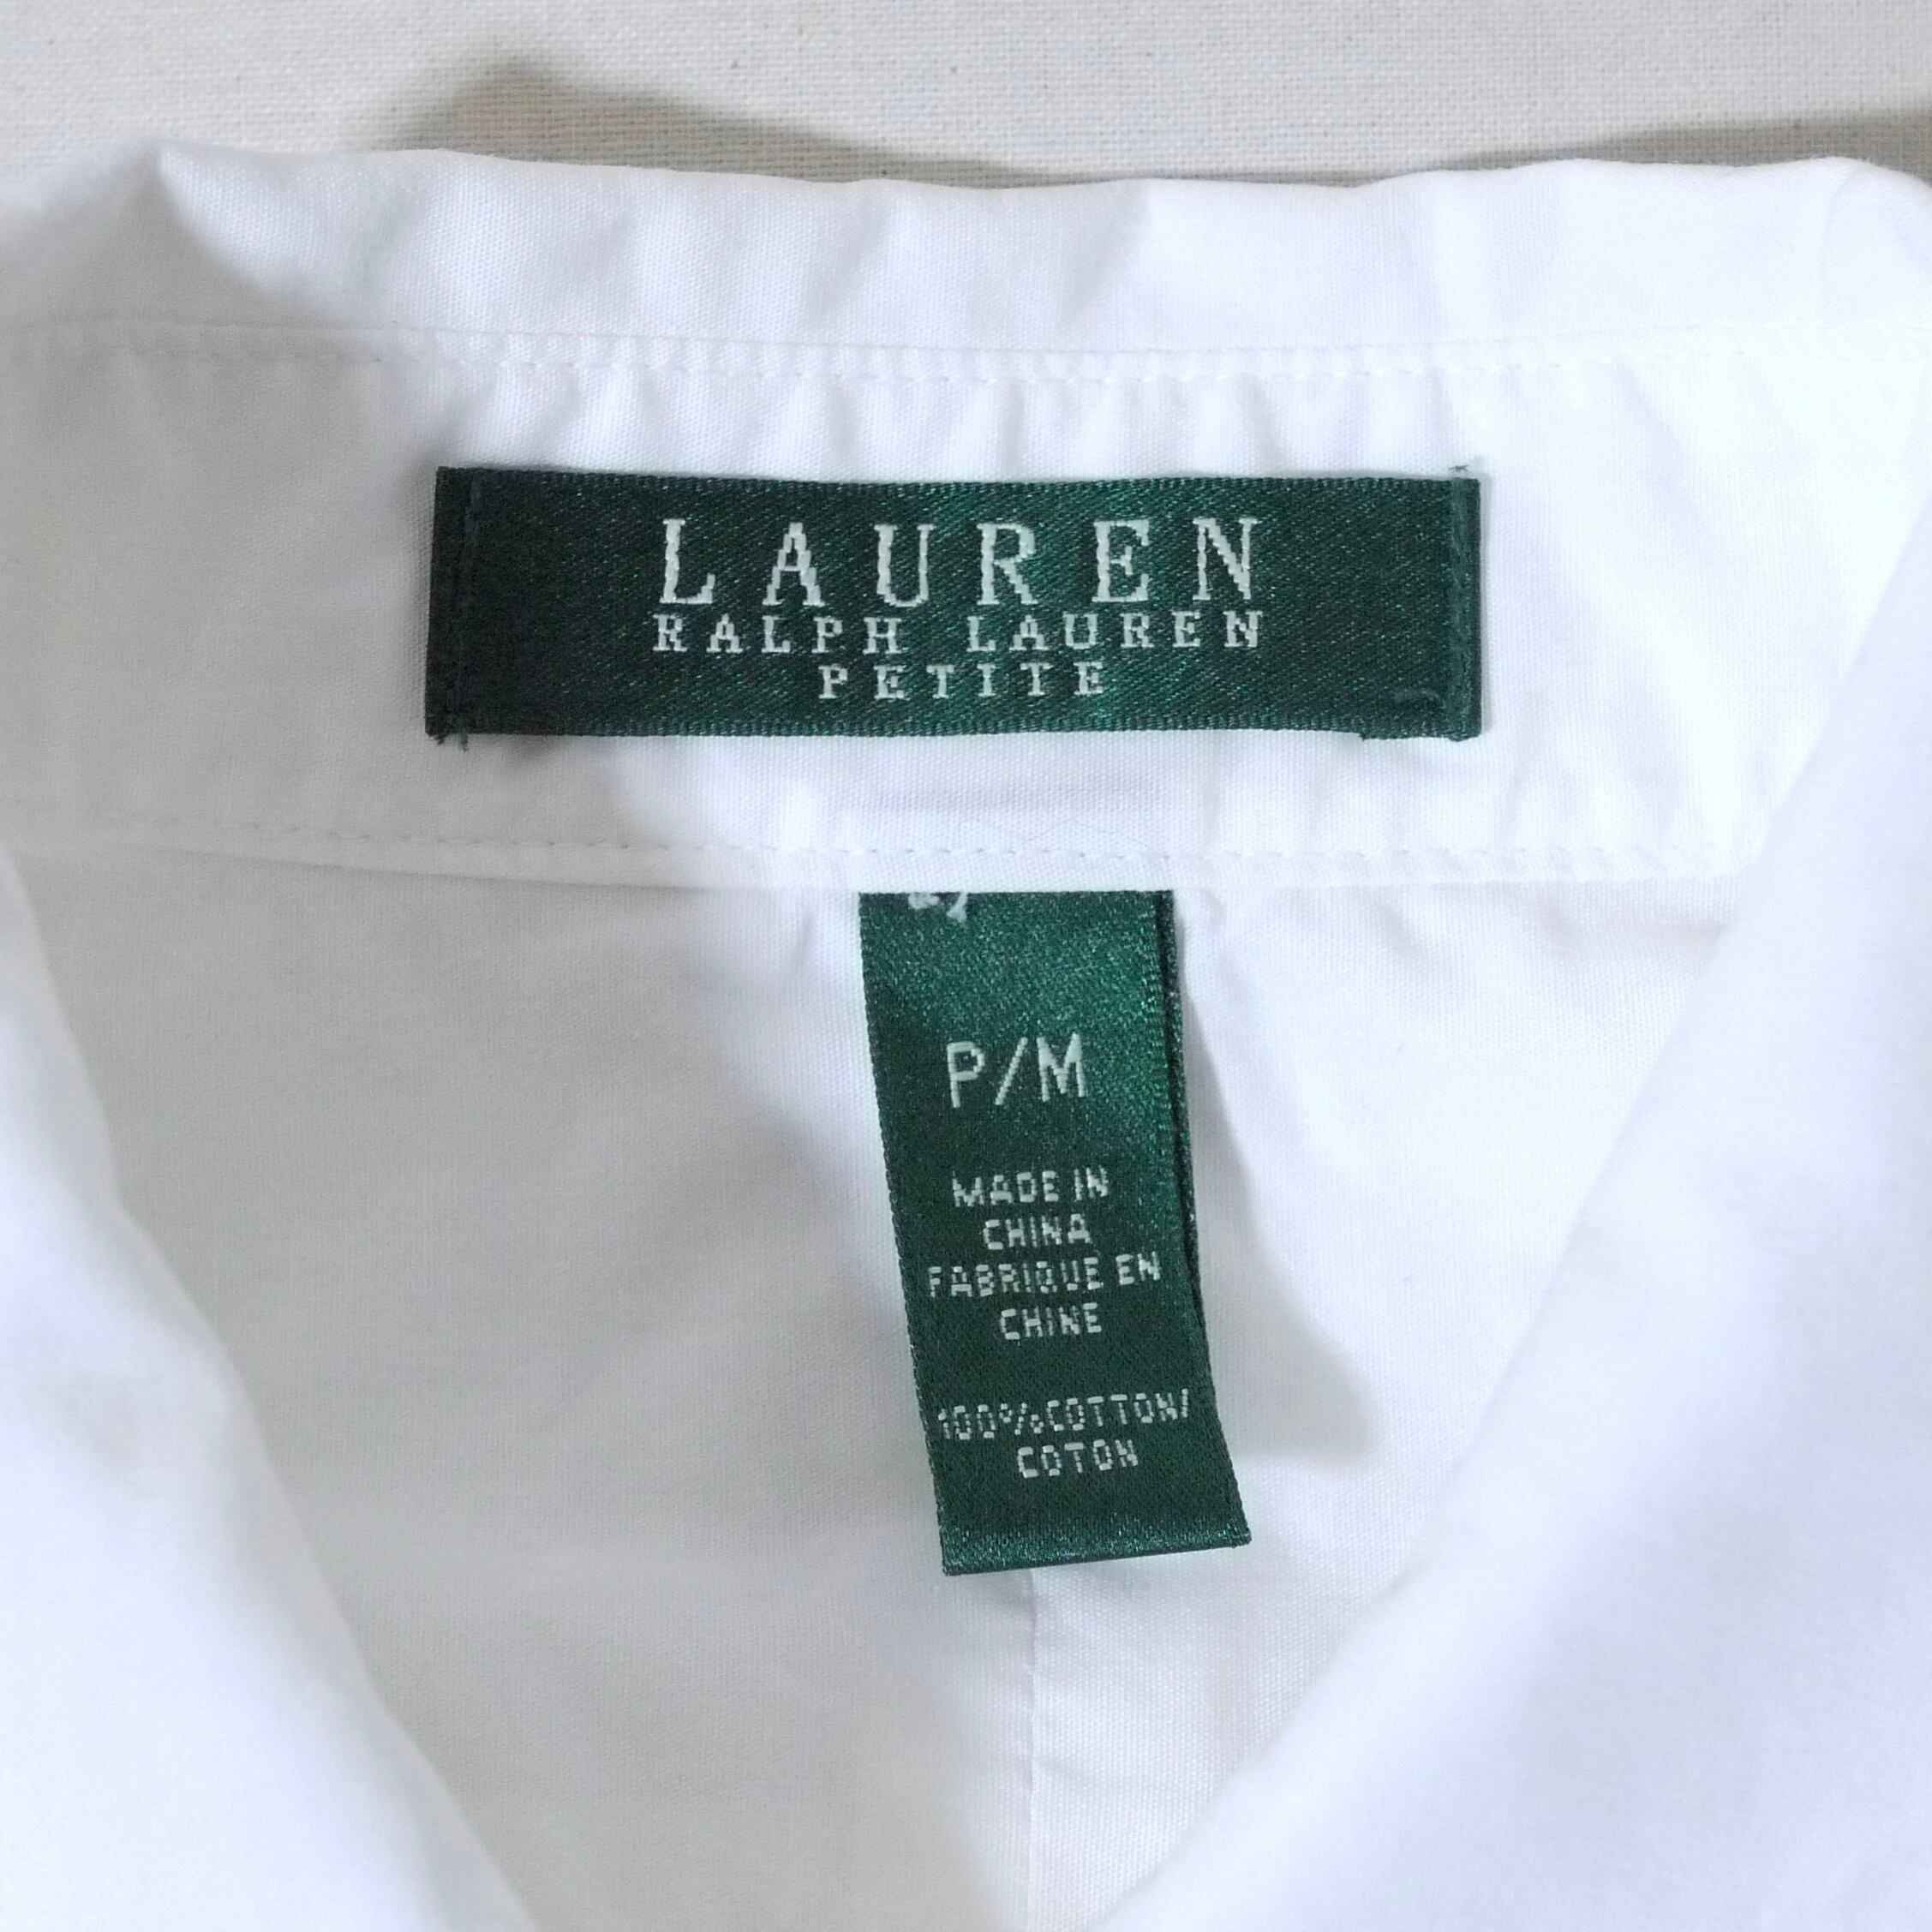 LAUREN
RALPH LAUREN
PETITE
P/M
MADE IN
CHINA
FABRIQUE EN
CHINE
100%COTTON/
COTON